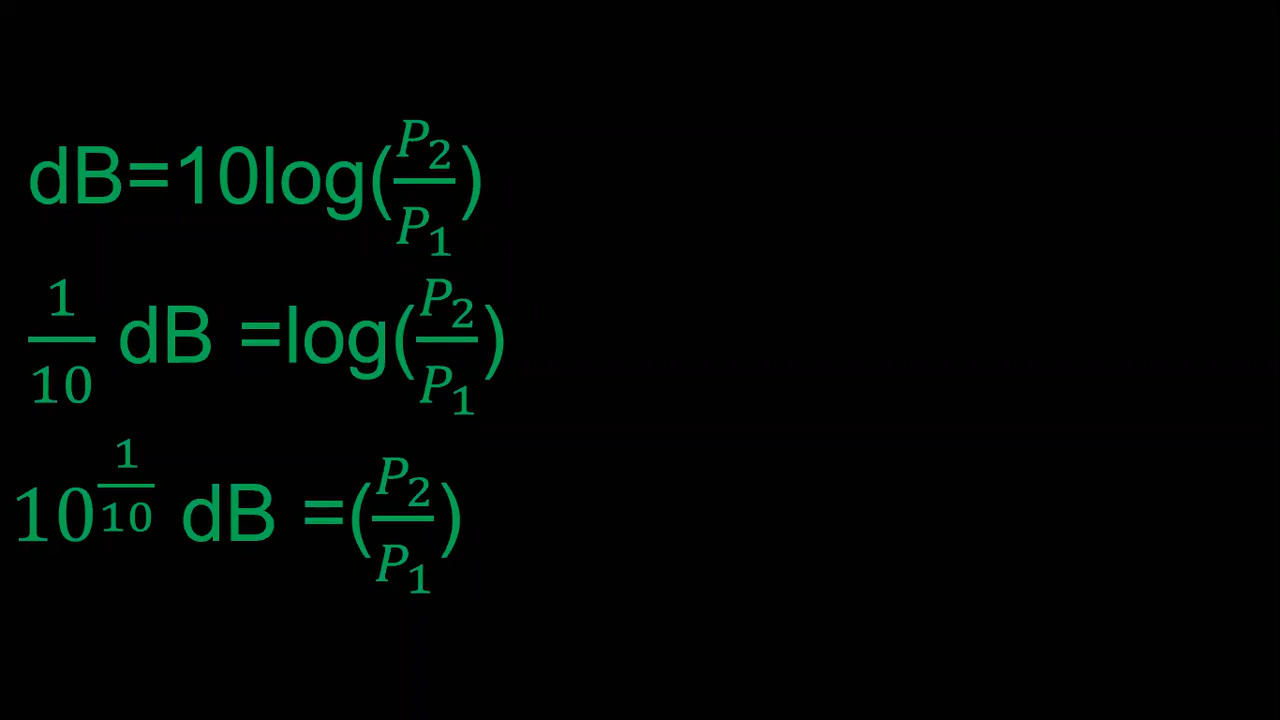 dB=10log(P₂/P₁)
1/10 dB =log(P₂/P₁)
10^(1/10) dB =(P₂/P₁)